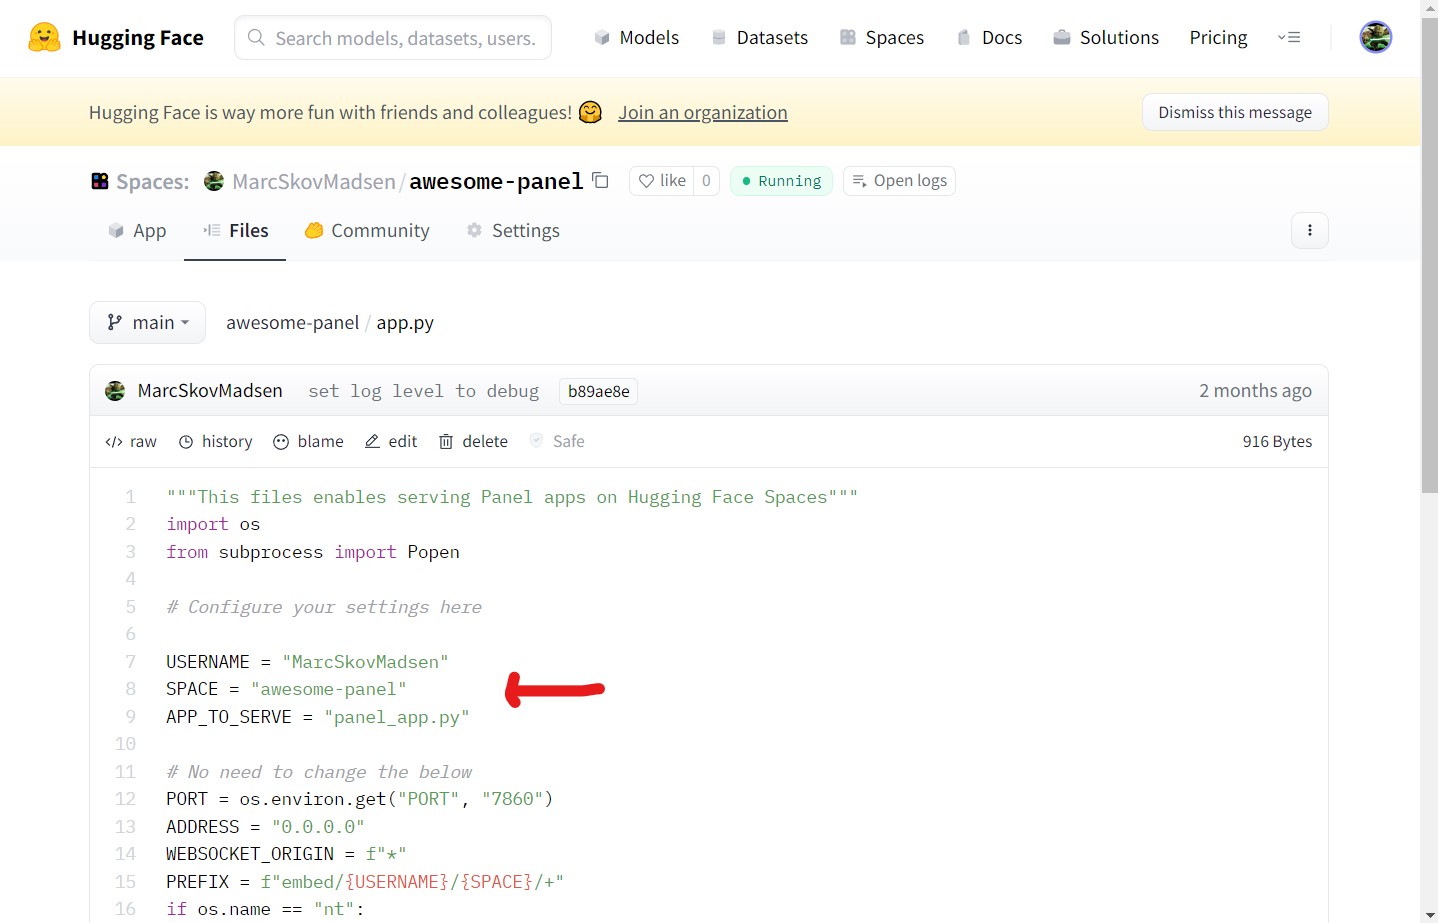 Hugging Face
Search models, datasets, users.
Models
Datasets
Spaces
Docs
Solutions
Pricing
Hugging Face is way more fun with friends and colleagues! Join an organization
Dismiss this message
Spaces: MarcSkovMadsen/awesome-panel
like 0
Running
Open logs
App
Files
Community
Settings
main
awesome-panel / app.py
MarcSkovMadsen set log level to debug b89ae8e 2 months ago
raw history blame edit delete Safe 916 Bytes
1 """This files enables serving Panel apps on Hugging Face Spaces"""
2 import os
3 from subprocess import Popen
4
5 # Configure your settings here
6
7 USERNAME = "MarcSkovMadsen"
8 SPACE = "awesome-panel"
9 APP_TO_SERVE = "panel_app.py"
10
11 # No need to change the below
12 PORT = os.environ.get("PORT", "7860")
13 ADDRESS = "0.0.0.0"
14 WEBSOCKET_ORIGIN = f"*"
15 PREFIX = f"embed/{USERNAME}/{SPACE}/+"
16 if os.name == "nt":